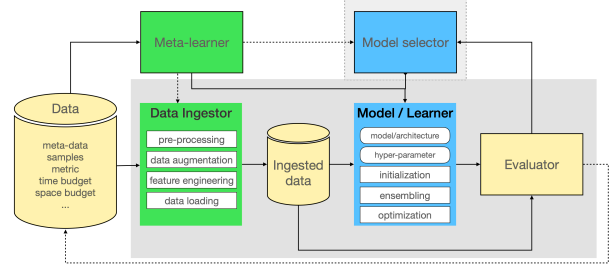 Meta-learner
Model selector
Data
meta-data
samples
metric
time budget
space budget
...
Data Ingestor
pre-processing
data augmentation
feature engineering
data loading
Ingested
data
Model / Learner
model/architecture
hyper-parameter
initialization
ensembling
optimization
Evaluator